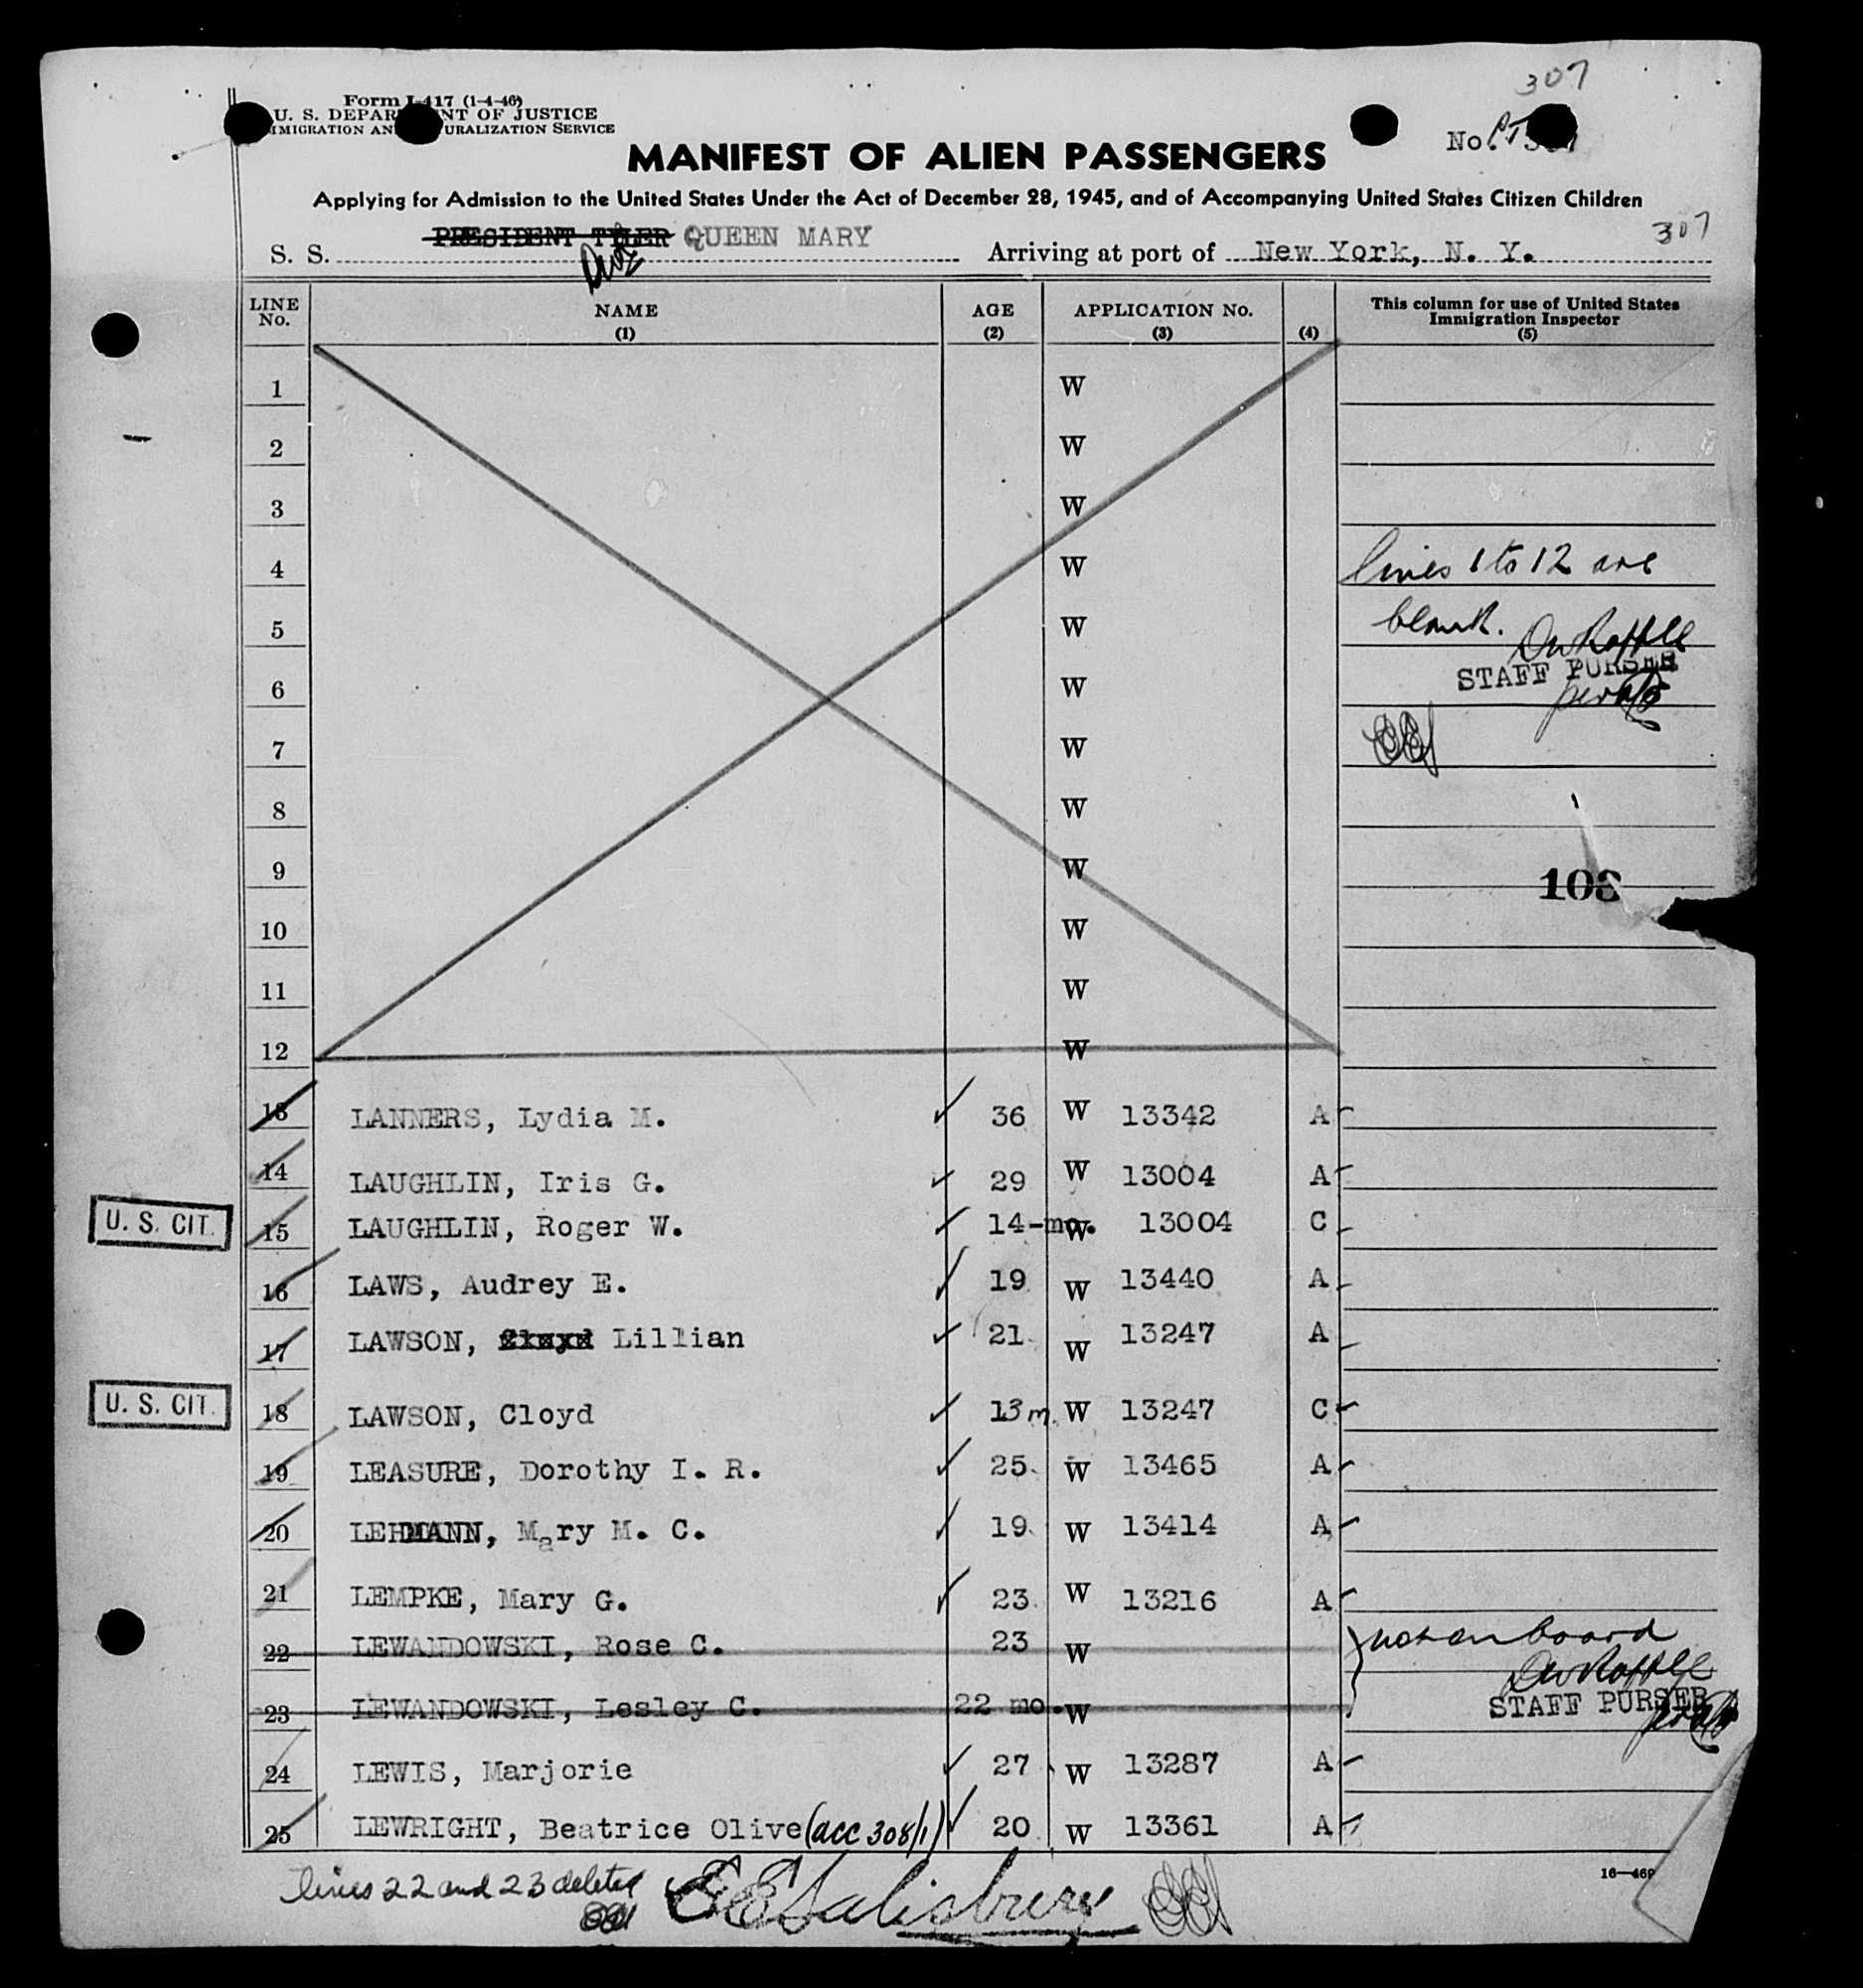 307
Form I-417 (1-4-46)
U. S. DEPAR NT OF JUSTICE
MMIGRATION AN URALIZATION SERVICE
No.
MANIFEST OF ALIEN PASSENGERS
Applying for Admission to the United States Under the Act of December 28, 1945, and of Accompanying United States Citizen Children
307
S. S. PRESIDENT TYLER QUEEN MARY Arriving at port of New York, N. Y.
LINE No. NAME (1) AGE (2) APPLICATION No. (3) (4) This column for use of United States Immigration Inspector (5)
1 W
2 W
3 W
4 W lines 1 to 12 are
5 W blank.
6 W STAFF PURSER
7 W
8 W
9 W 103
10 W
11 W
12 W
13 LANNERS, Lydia M. 36 W 13342 A
14 LAUGHLIN, Iris G. 29 W 13004 A
U. S. CIT. 15 LAUGHLIN, Roger W. 14-mo. W 13004 C
16 LAWS, Audrey E. 19 W 13440 A
17 LAWSON, Lillian 21 W 13247 A
U. S. CIT. 18 LAWSON, Cloyd 13 m. W 13247 C
19 LEASURE, Dorothy I. R. 25 W 13465 A
20 LEHMANN, Mary M. C. 19 W 13414 A
21 LEMPKE, Mary G. 23 W 13216 A
22 LEWANDOWSKI, Rose C. 23 W not on board
23 LEWANDOWSKI, Lesley C. 22 mo. W STAFF PURSER
24 LEWIS, Marjorie 27 W 13287 A
25 LEWRIGHT, Beatrice Olive (acc 308/1) 20 W 13361 A
16—469
lines 22 and 23 deleted
E E Salisbury